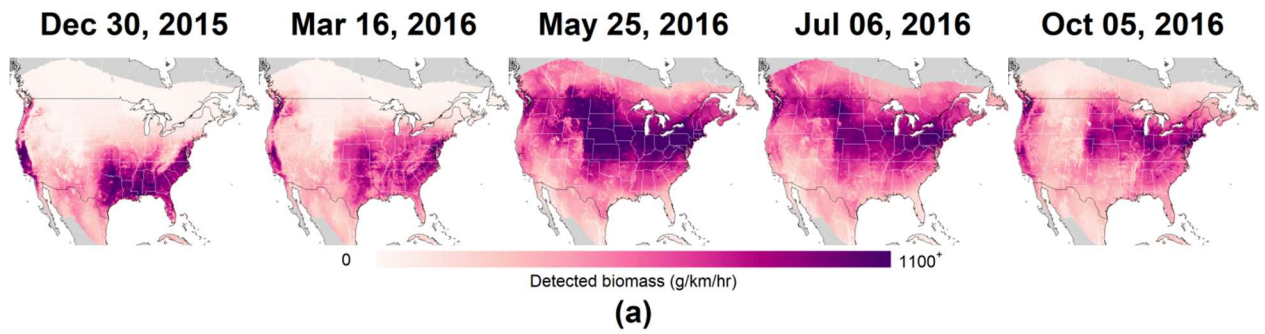 Dec 30, 2015 Mar 16, 2016 May 25, 2016 Jul 06, 2016 Oct 05, 2016
0 1100+
Detected biomass (g/km/hr)
(a)